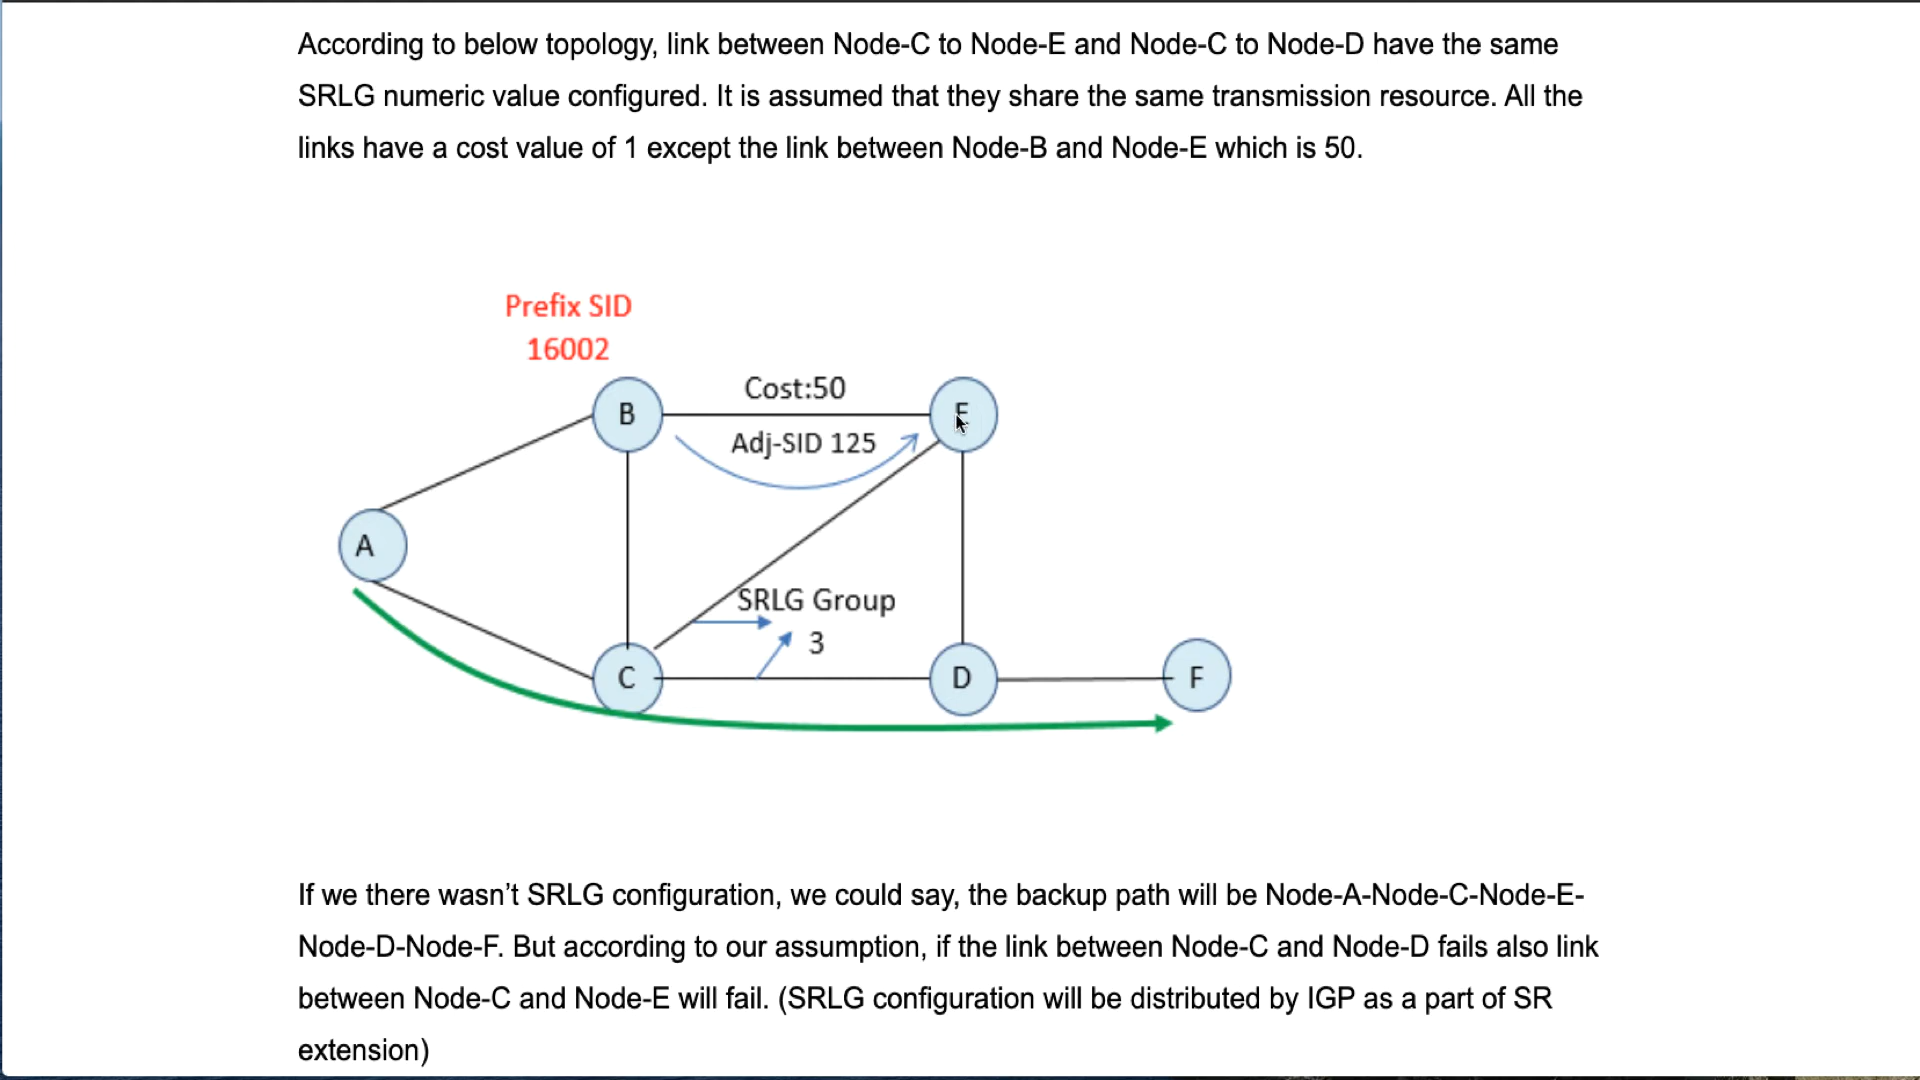 According to below topology, link between Node-C to Node-E and Node-C to Node-D have the same
SRLG numeric value configured. It is assumed that they share the same transmission resource. All the
links have a cost value of 1 except the link between Node-B and Node-E which is 50.
Prefix SID
16002
Cost:50
B
E
Adj-SID 125
A
SRLG Group
3
C
D
F
If we there wasn’t SRLG configuration, we could say, the backup path will be Node-A-Node-C-Node-E-
Node-D-Node-F. But according to our assumption, if the link between Node-C and Node-D fails also link
between Node-C and Node-E will fail. (SRLG configuration will be distributed by IGP as a part of SR
extension)